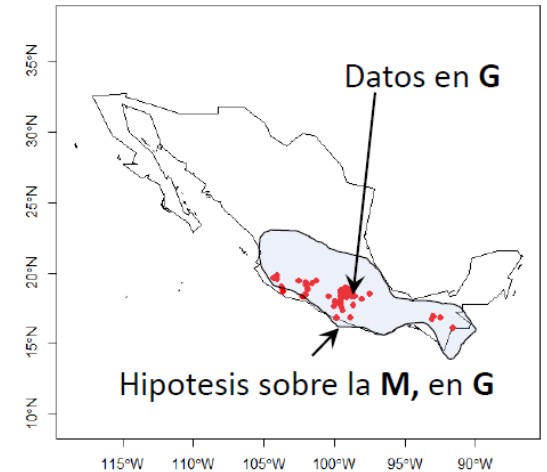 35°N
Datos en G
30°N
25°N
20°N
15°N
Hipotesis sobre la M, en G
10°N
115°W 110°W 105°W 100°W 95°W 90°W